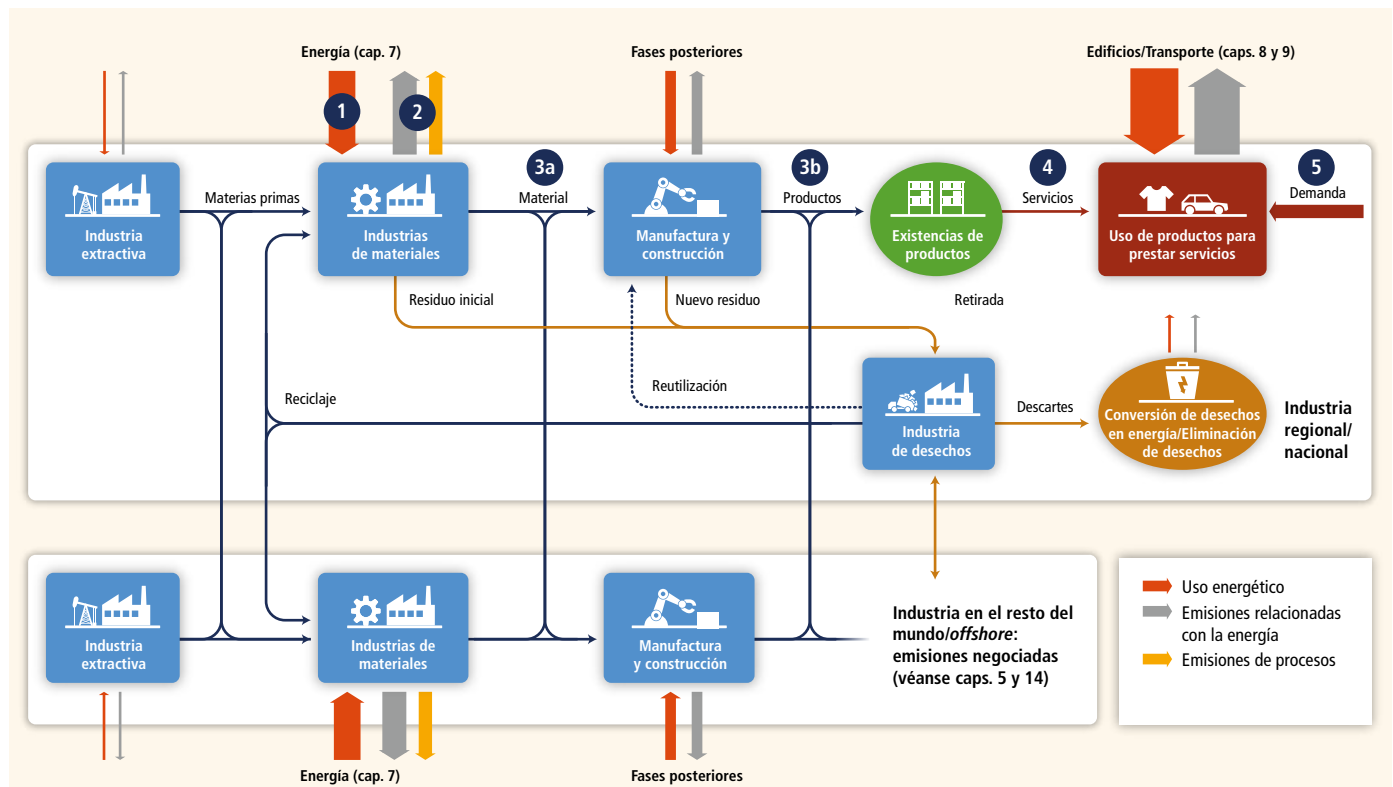 Energía (cap. 7)
Fases posteriores
Edificios/Transporte (caps. 8 y 9)
1
2
3a
3b
4
5
Materias primas
Material
Productos
Servicios
Demanda
Industria
extractiva
Industrias
de materiales
Manufactura y
construcción
Existencias de
productos
Uso de productos para
prestar servicios
Residuo inicial
Nuevo residuo
Retirada
Reutilización
Reciclaje
Industria
de desechos
Descartes
Conversión de desechos
en energía/Eliminación
de desechos
Industria
regional/
nacional
Industria
extractiva
Industrias de
materiales
Manufactura
y construcción
Industria en el resto del
mundo/offshore:
emisiones negociadas
(véanse caps. 5 y 14)
Uso energético
Emisiones relacionadas
con la energía
Emisiones de procesos
Energía (cap. 7)
Fases posteriores